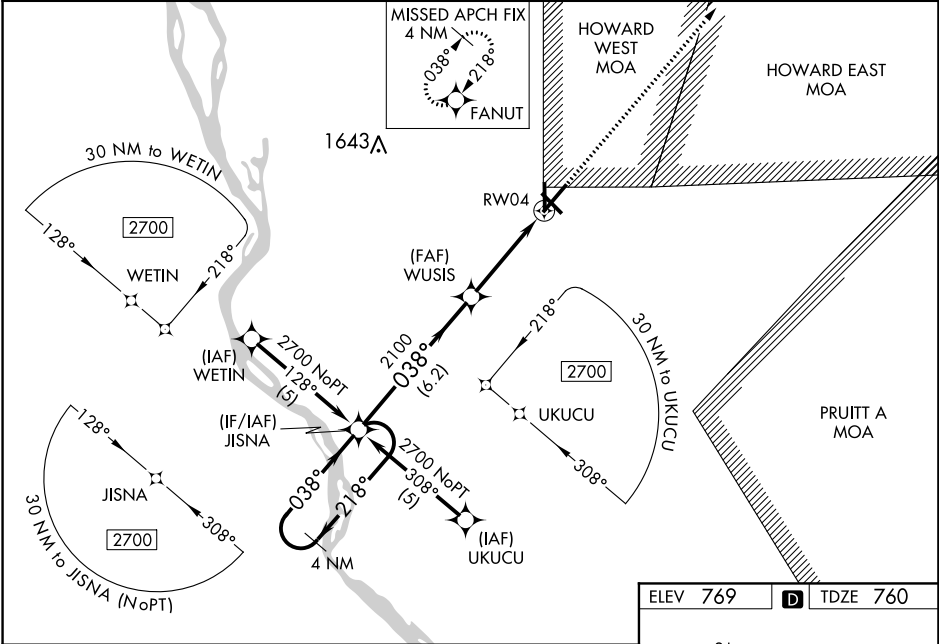 MISSED APCH FIX
4 NM
038°
218°
FANUT
HOWARD
WEST
MOA
HOWARD EAST
MOA
1643
30 NM to WETIN
2700
128°
218°
WETIN
RW04
(FAF)
WUSIS
(IAF)
WETIN
2700 NoPT
128°
(5)
2100
038°
(6.2)
218°
30 NM to UKUCU
2700
UKUCU
308°
PRUITT A
MOA
(IF/IAF)
JISNA
2700 NoPT
308°
(5)
(IAF)
UKUCU
038°
218°
4 NM
128°
JISNA
308°
2700
30 NM to JISNA (NoPT)
ELEV 769
D
TDZE 760